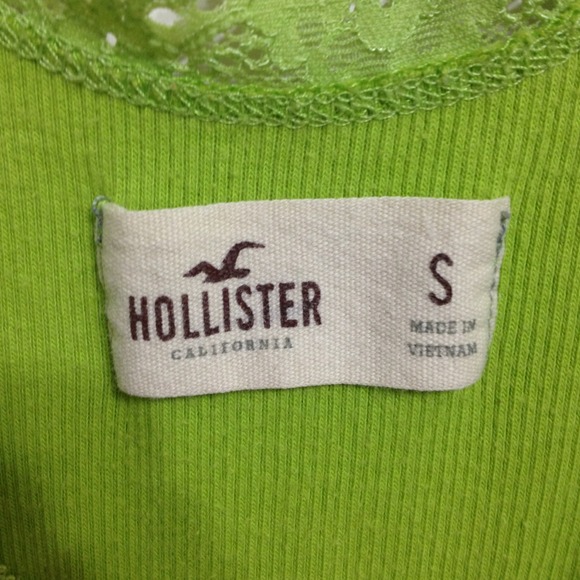 HOLLISTER
CALIFORNIA
S
MADE IN
VIETNAM